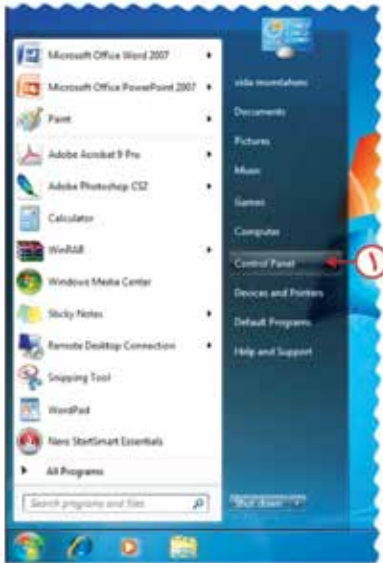 Microsoft Office Word 2007
Microsoft Office PowerPoint 2007
Paint
Adobe Acrobat 9 Pro
Adobe Photoshop CS2
Calculator
WinRAR
Windows Media Center
Sticky Notes
Remote Desktop Connection
Snipping Tool
WordPad
Nero StartSmart Essentials
All Programs
Search programs and files
Documents
Pictures
Music
Games
Computer
Control Panel
۱
Devices and Printers
Default Programs
Help and Support
Shut down